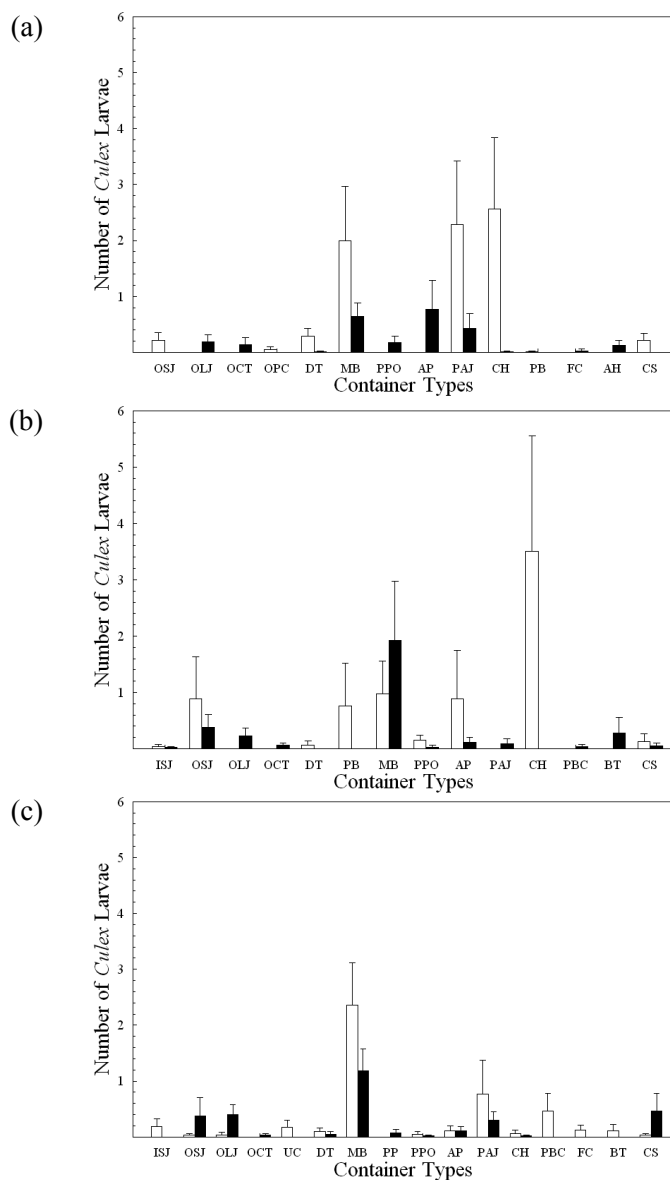 (a)
6
5
4
3
2
1
Number of Culex Larvae
OSJ OLJ OCT OPC DT MB PPO AP PAJ CH PB FC AH CS
Container Types
(b)
6
5
4
3
2
1
Number of Culex Larvae
ISJ OSJ OLJ OCT DT PB MB PPO AP PAJ CH PBC BT CS
Container Types
(c)
6
5
4
3
2
1
Number of Culex Larvae
ISJ OSJ OLJ OCT UC DT MB PP PPO AP PAJ CH PBC FC BT CS
Container Types